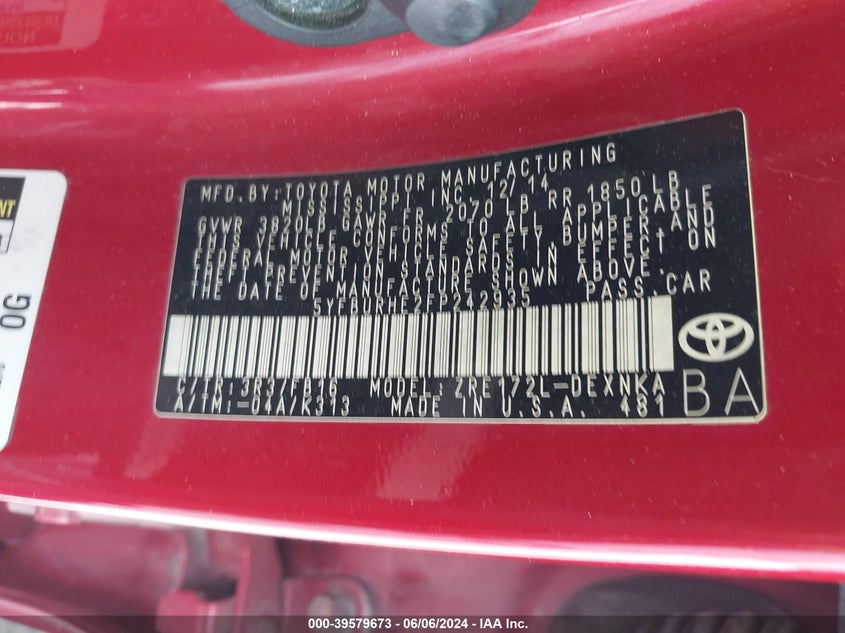 MFD. BY: TOYOTA MOTOR MANUFACTURING
MISSISSIPPI, INC. 12/14
GVWR 3820LB GAWR FR 2070 LB RR 1850 LB
THIS VEHICLE CONFORMS TO ALL APPLICABLE
FEDERAL MOTOR VEHICLE SAFETY, BUMPER, AND
THEFT PREVENTION STANDARDS IN EFFECT ON
THE DATE OF MANUFACTURE SHOWN ABOVE.
5YFBURHE2FP242935 PASS.CAR
C/TR: 3R37/FB16 MODEL: ZRE172L-DEXNKA
A/TM: -04A/K313 MADE IN U.S.A. 481
BA
OG
000-39579673 - 06/06/2024 - IAA Inc.